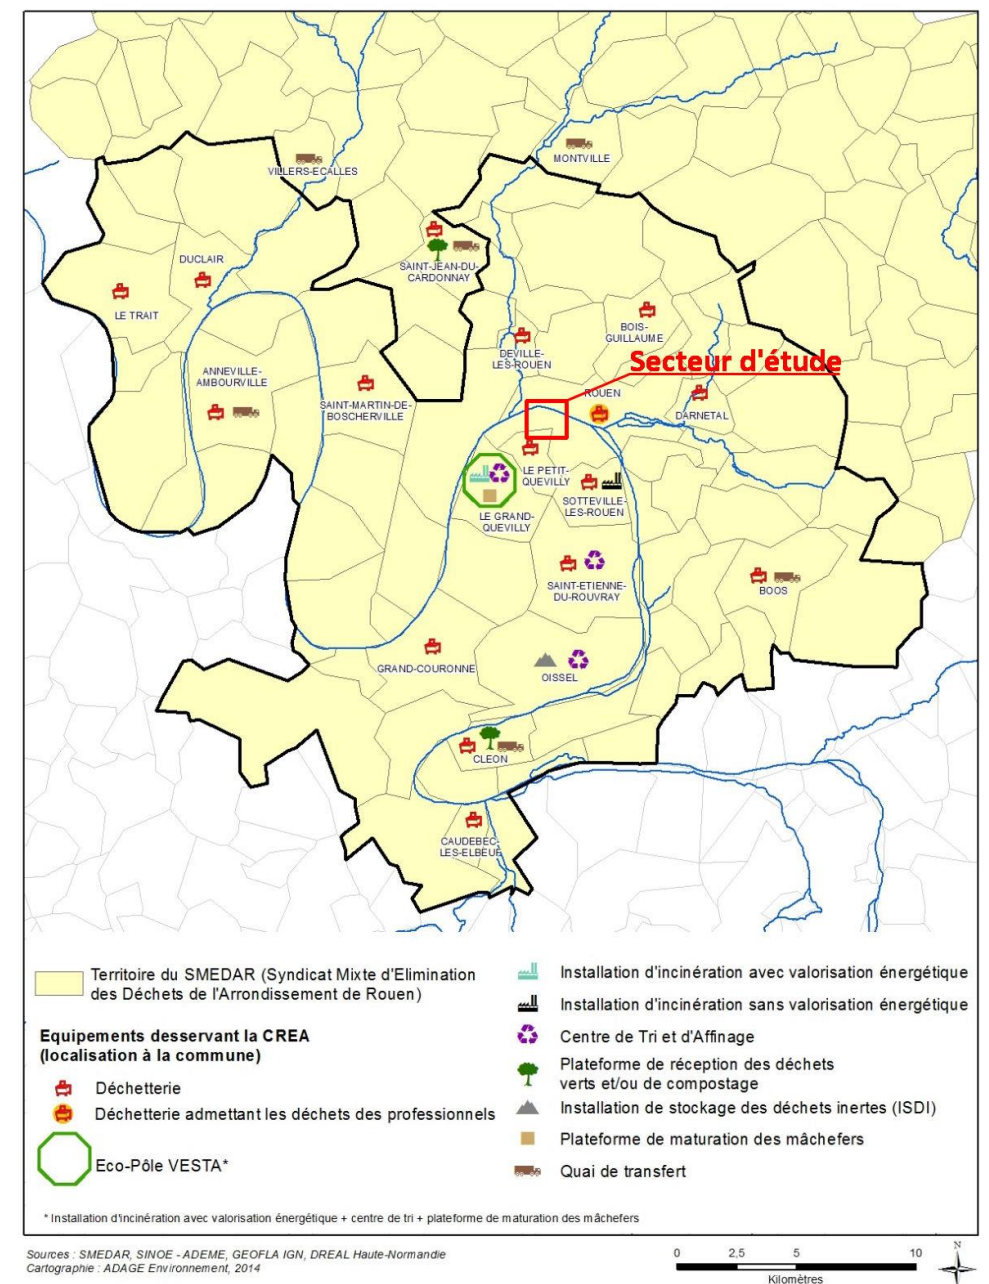 MONTVILLE
VILLERS-ECALLES
DUCLAIR
SAINT-JEAN-DU-
CARDONNAY
LE TRAIT
BOIS-
GUILLAUME
DEVILLE-
LES-ROUEN
Secteur d'étude
ANNEVILLE-
AMBOURVILLE
ROUEN
SAINT-MARTIN-DE-
BOSCHERVILLE
DARNETAL
LE PETIT-
QUEVILLY
SOTTEVILLE-
LES-ROUEN
LE GRAND-
QUEVILLY
SAINT-ETIENNE-
DU-ROUVRAY
BOOS
GRAND-COURONNE
OISSEL
CLEON
CAUDEBEC-
LES-ELBEUF
Territoire du SMEDAR (Syndicat Mixte d'Elimination
des Déchets de l'Arrondissement de Rouen)
Equipements desservant la CREA
(localisation à la commune)
Déchetterie
Déchetterie admettant les déchets des professionnels
Eco-Pôle VESTA*
Installation d'incinération avec valorisation énergétique
Installation d'incinération sans valorisation énergétique
Centre de Tri et d'Affinage
Plateforme de réception des déchets
verts et/ou de compostage
Installation de stockage des déchets inertes (ISDI)
Plateforme de maturation des mâchefers
Quai de transfert
* Installation d'incinération avec valorisation énergétique + centre de tri + plateforme de maturation des mâchefers
Sources : SMEDAR, SINOE - ADEME, GEOFLA IGN, DREAL Haute-Normandie
Cartographie : ADAGE Environnement, 2014
0 2,5 5 10
Kilomètres
N